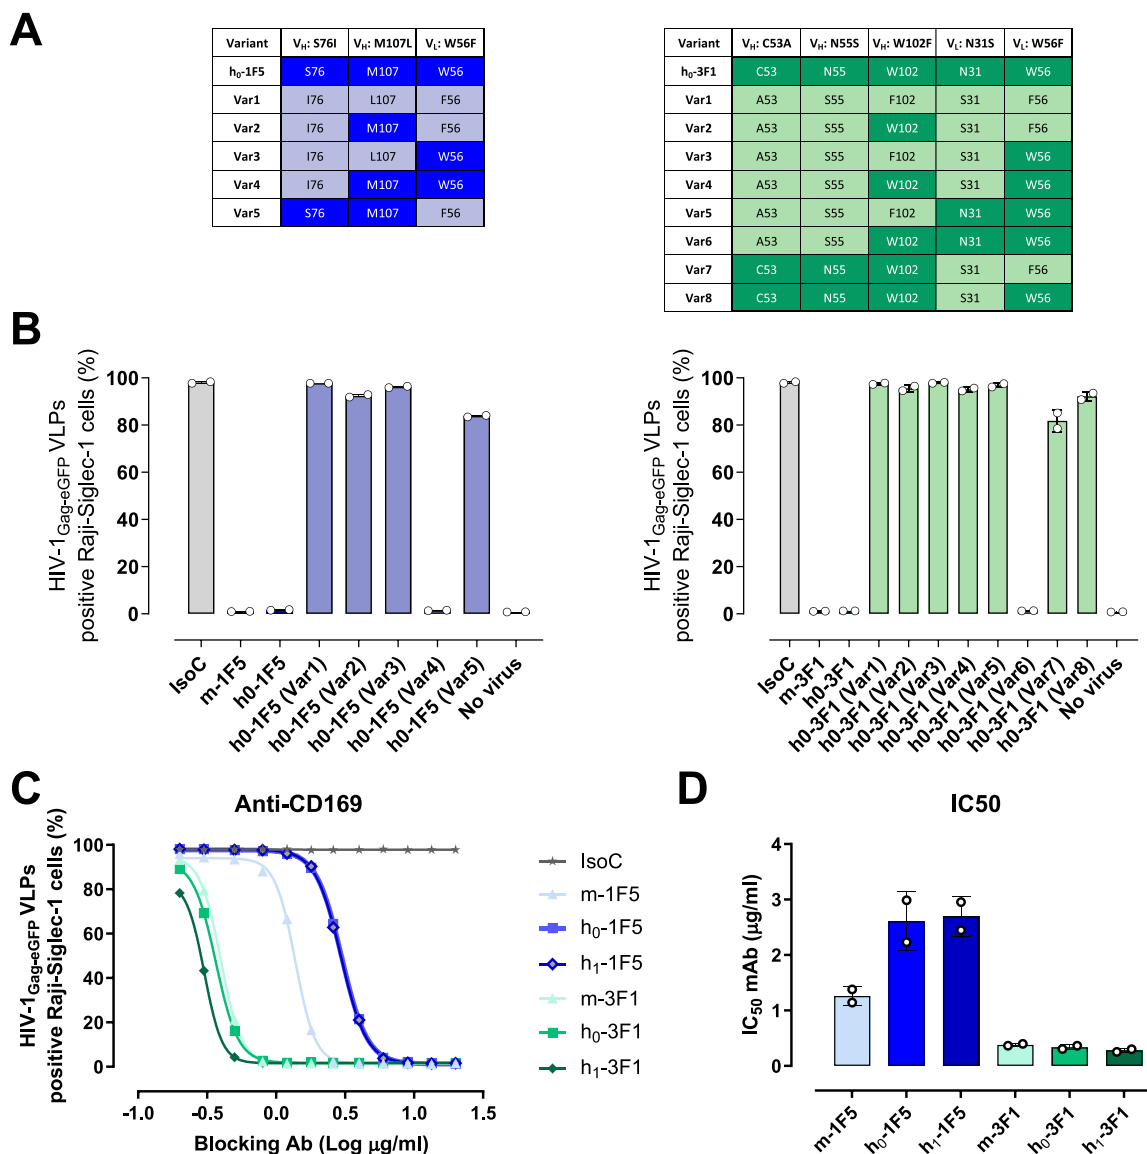 A
Variant V_H: S76I V_H: M107L V_L: W56F
h₀-1F5 S76 M107 W56
Var1 I76 L107 F56
Var2 I76 M107 F56
Var3 I76 L107 W56
Var4 I76 M107 W56
Var5 S76 M107 F56
Variant V_H: C53A V_H: N55S V_H: W102F V_L: N31S V_L: W56F
h₀-3F1 C53 N55 W102 N31 W56
Var1 A53 S55 F102 S31 F56
Var2 A53 S55 W102 S31 F56
Var3 A53 S55 F102 S31 W56
Var4 A53 S55 W102 S31 W56
Var5 A53 S55 F102 N31 W56
Var6 A53 S55 W102 N31 W56
Var7 C53 N55 W102 S31 F56
Var8 C53 N55 W102 S31 W56
B
HIV-1Gag-eGFP VLPs
positive Raji-Siglec-1 cells (%)
100
80
60
40
20
0
IsoC
m-1F5
h0-1F5
h0-1F5 (Var1)
h0-1F5 (Var2)
h0-1F5 (Var3)
h0-1F5 (Var4)
h0-1F5 (Var5)
No virus
HIV-1Gag-eGFP VLPs
positive Raji-Siglec-1 cells (%)
100
80
60
40
20
0
IsoC
m-3F1
h0-3F1
h0-3F1 (Var1)
h0-3F1 (Var2)
h0-3F1 (Var3)
h0-3F1 (Var4)
h0-3F1 (Var5)
h0-3F1 (Var6)
h0-3F1 (Var7)
h0-3F1 (Var8)
No virus
C
Anti-CD169
HIV-1Gag-eGFP VLPs
positive Raji-Siglec-1 cells (%)
100
80
60
40
20
0
-1.0 -0.5 0.0 0.5 1.0 1.5
Blocking Ab (Log µg/ml)
IsoC
m-1F5
h₀-1F5
h₁-1F5
m-3F1
h₀-3F1
h₁-3F1
D
IC50
IC₅₀ mAb (µg/ml)
4
3
2
1
0
m-1F5
h₀-1F5
h₁-1F5
m-3F1
h₀-3F1
h₁-3F1